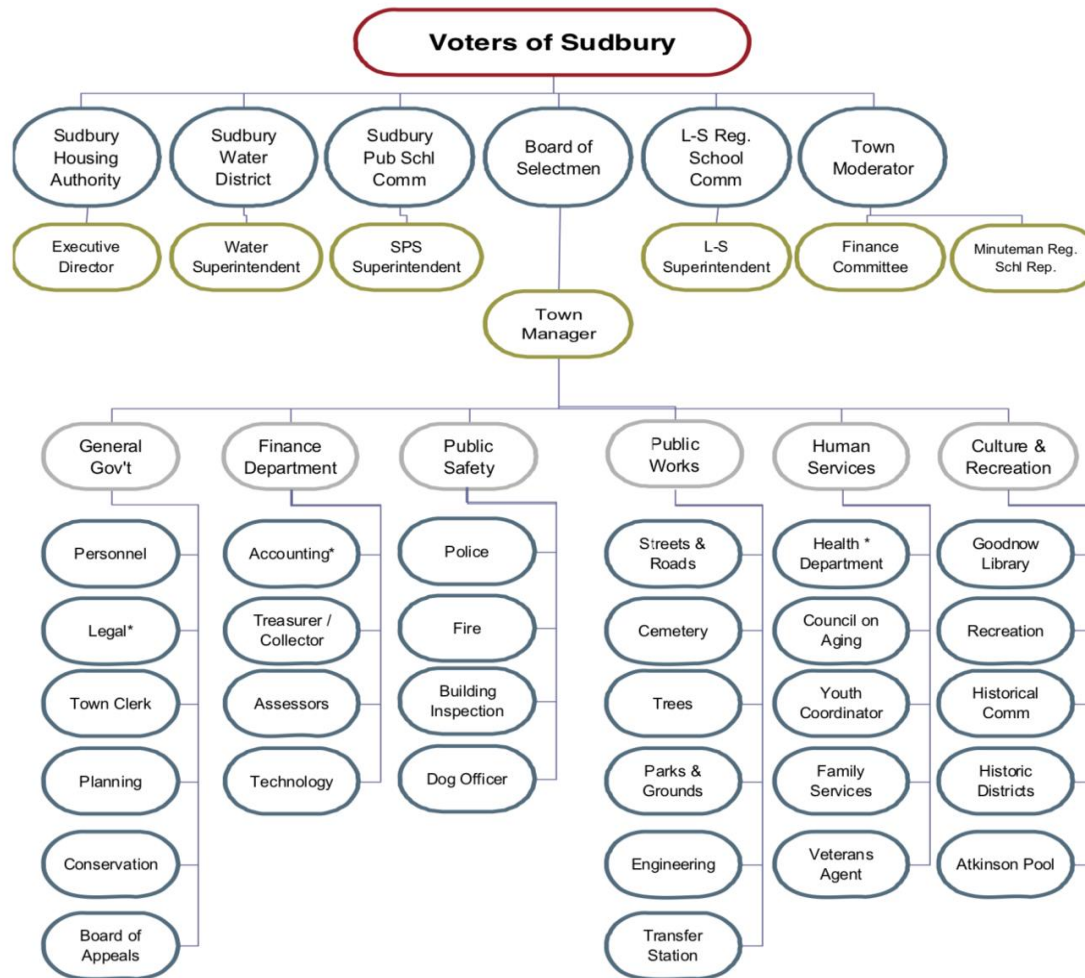 Voters of Sudbury
Sudbury
Housing
Authority
Sudbury
Water
District
Sudbury
Pub Schl
Comm
Board of
Selectmen
L-S Reg.
School
Comm
Town
Moderator
Executive
Director
Water
Superintendent
SPS
Superintendent
L-S
Superintendent
Finance
Committee
Minuteman Reg.
Schl Rep.
Town
Manager
General
Gov't
Finance
Department
Public
Safety
Public
Works
Human
Services
Culture &
Recreation
Personnel
Legal*
Town Clerk
Planning
Conservation
Board of
Appeals
Accounting*
Treasurer /
Collector
Assessors
Technology
Police
Fire
Building
Inspection
Dog Officer
Streets &
Roads
Cemetery
Trees
Parks &
Grounds
Engineering
Transfer
Station
Health *
Department
Council on
Aging
Youth
Coordinator
Family
Services
Veterans
Agent
Goodnow
Library
Recreation
Historical
Comm
Historic
Districts
Atkinson Pool